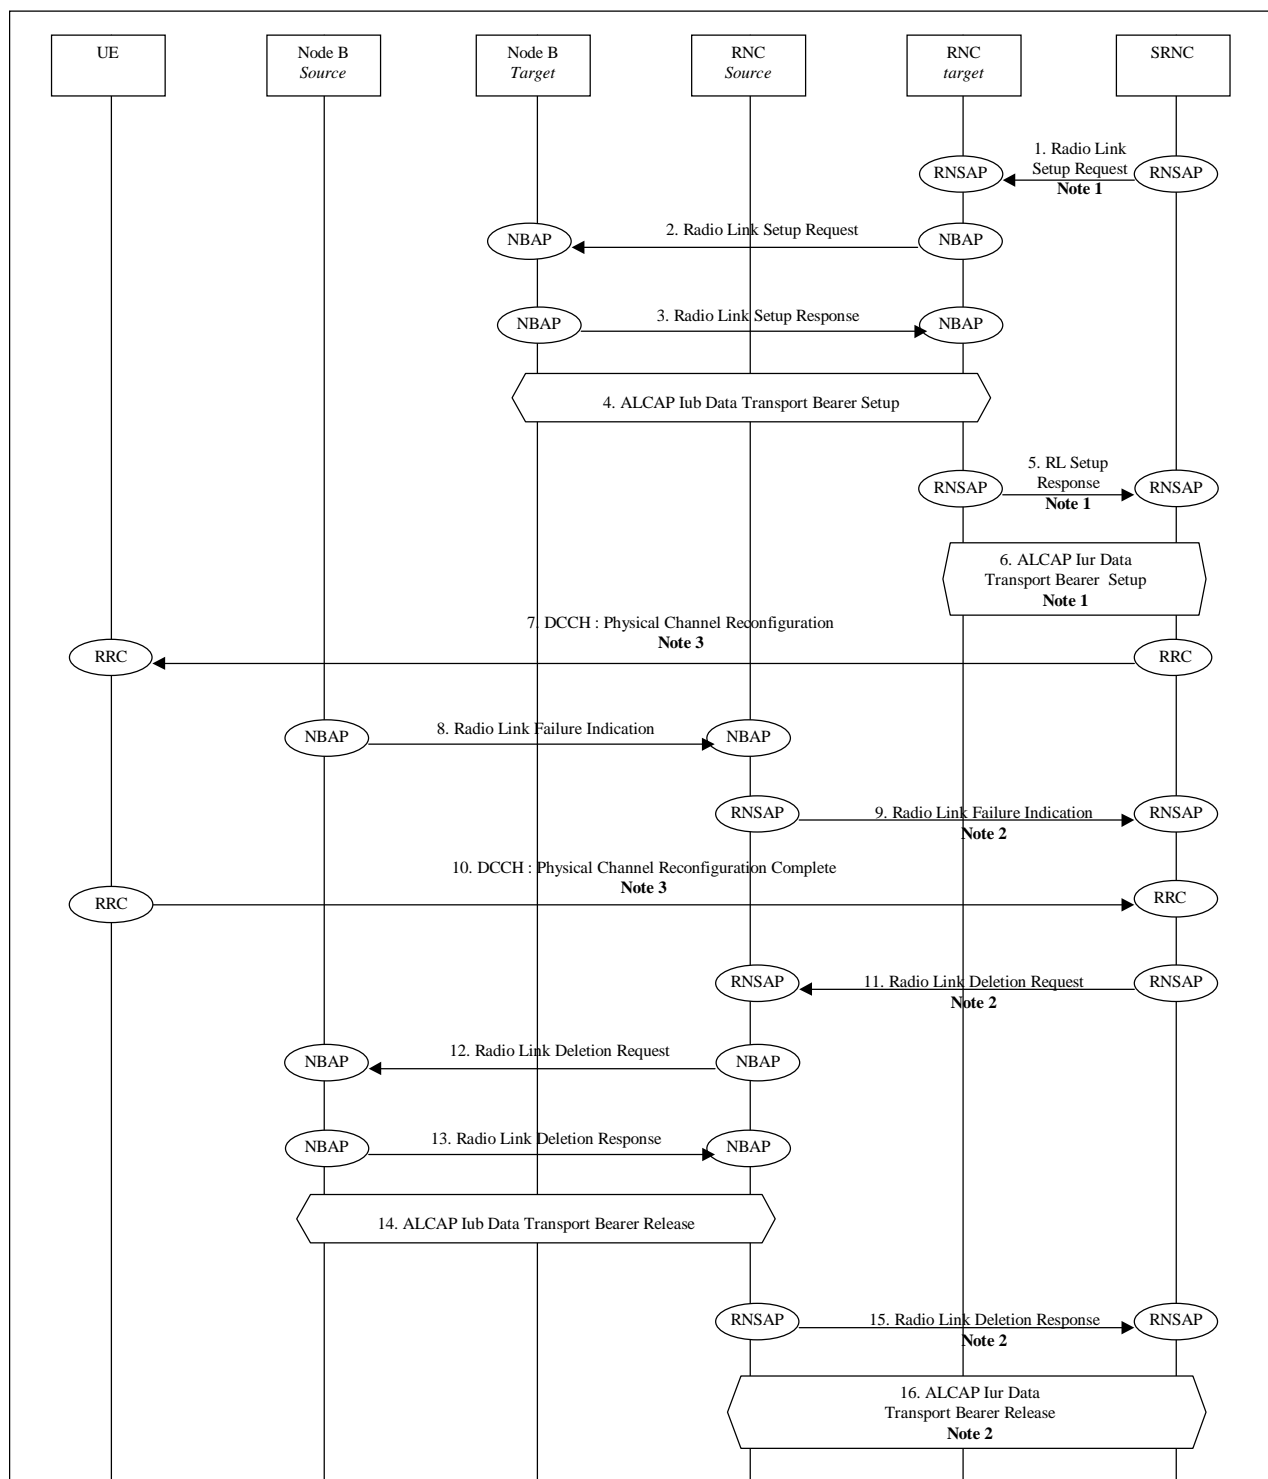 UE
Node B
Source
Node B
Target
RNC
Source
RNC
target
SRNC
1. Radio Link
Setup Request
Note 1
RNSAP
RNSAP
2. Radio Link Setup Request
NBAP
NBAP
3. Radio Link Setup Response
NBAP
NBAP
4. ALCAP Iub Data Transport Bearer Setup
5. RL Setup
Response
Note 1
RNSAP
RNSAP
6. ALCAP Iur Data
Transport Bearer Setup
Note 1
7. DCCH : Physical Channel Reconfiguration
Note 3
RRC
RRC
8. Radio Link Failure Indication
NBAP
NBAP
9. Radio Link Failure Indication
Note 2
RNSAP
RNSAP
10. DCCH : Physical Channel Reconfiguration Complete
Note 3
RRC
RRC
11. Radio Link Deletion Request
Note 2
RNSAP
RNSAP
12. Radio Link Deletion Request
NBAP
NBAP
13. Radio Link Deletion Response
NBAP
NBAP
14. ALCAP Iub Data Transport Bearer Release
15. Radio Link Deletion Response
Note 2
RNSAP
RNSAP
16. ALCAP Iur Data
Transport Bearer Release
Note 2